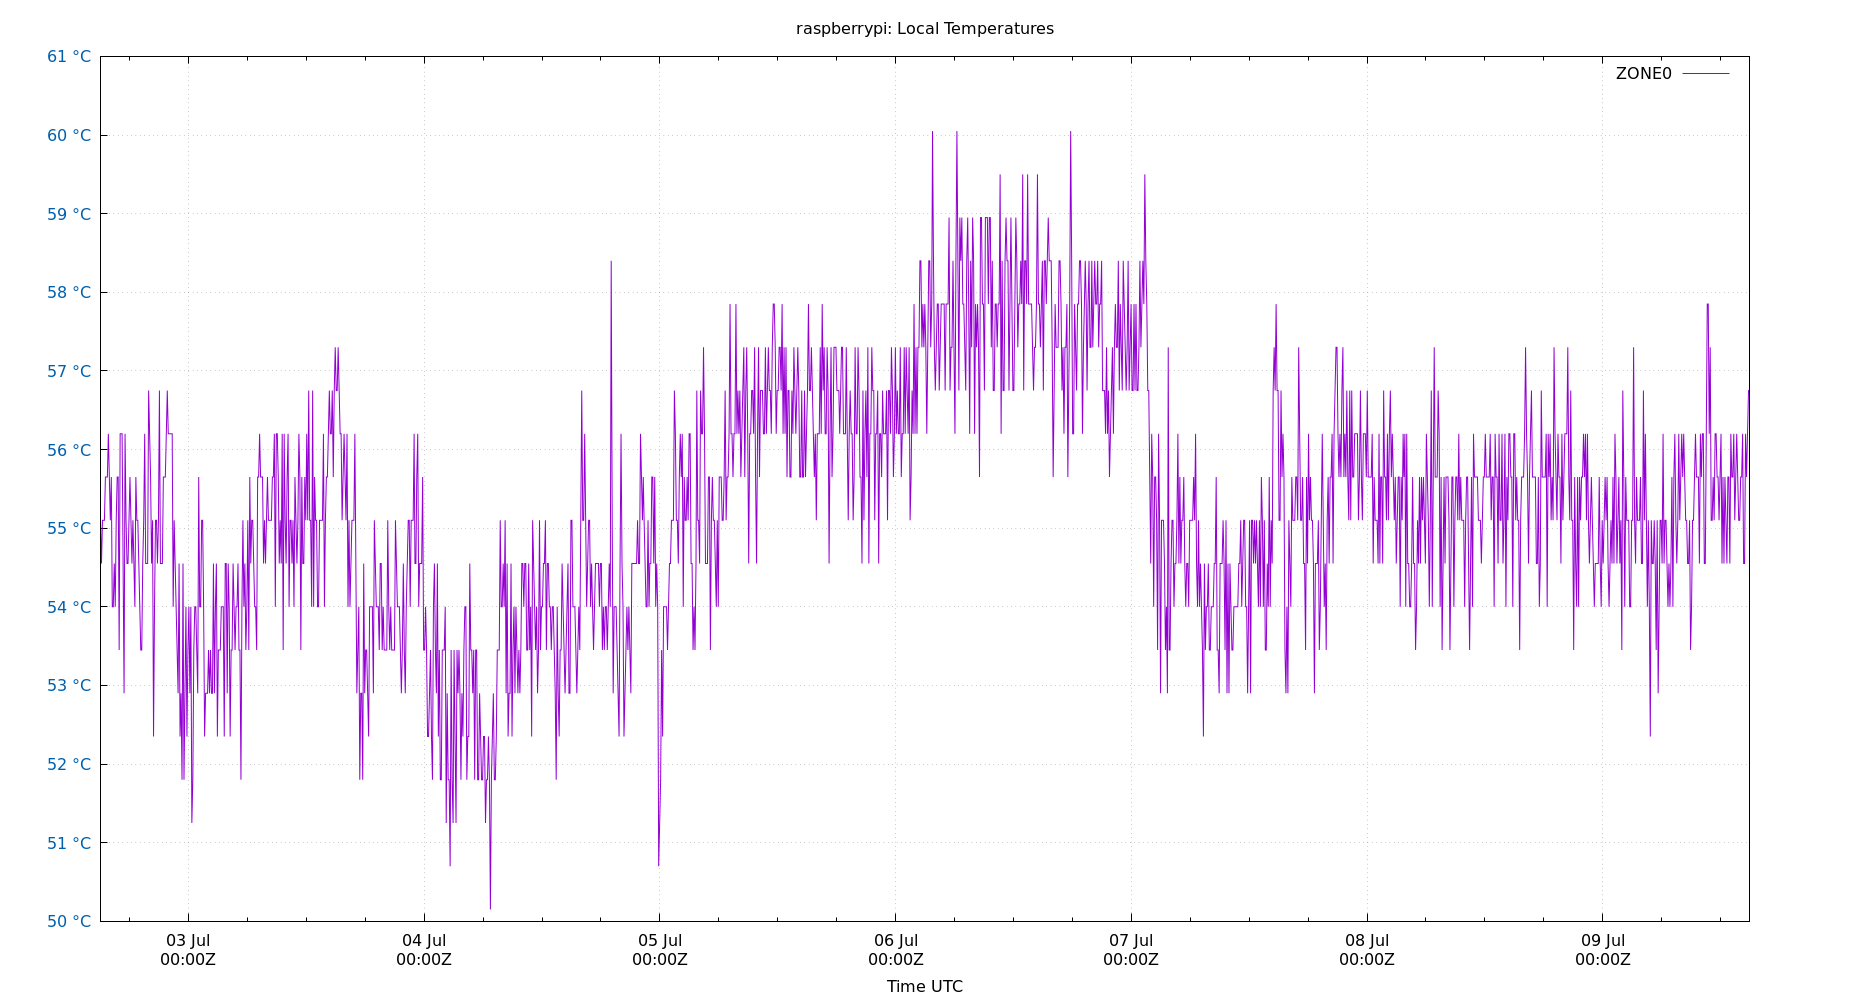 raspberrypi: Local Temperatures
61 °C
ZONE0
60 °C
59 °C
58 °C
57 °C
56 °C
55 °C
54 °C
53 °C
52 °C
51 °C
50 °C
03 Jul 04 Jul 05 Jul 06 Jul 07 Jul 08 Jul 09 Jul
00:00Z 00:00Z 00:00Z 00:00Z 00:00Z 00:00Z 00:00Z
Time UTC